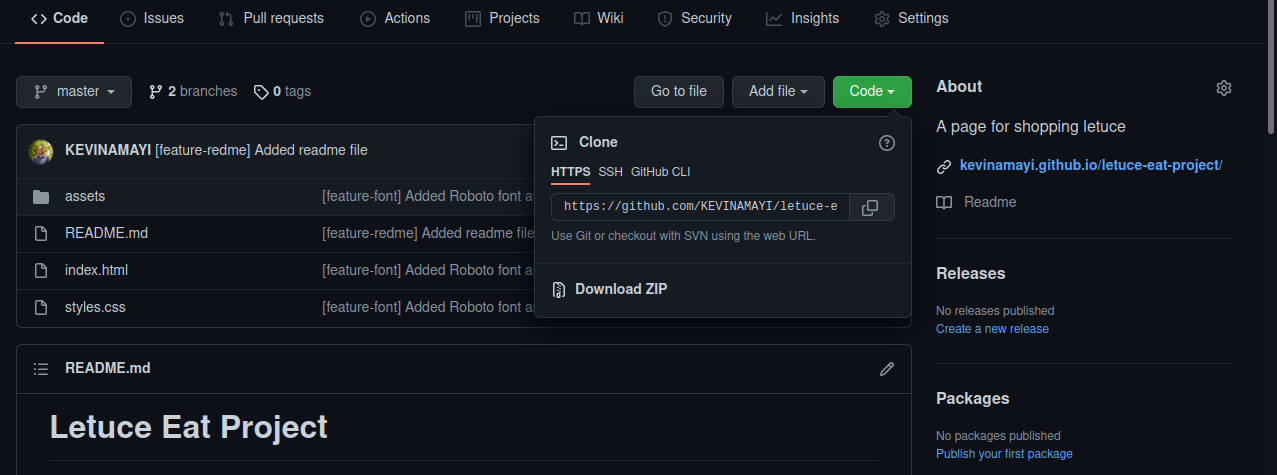 Code Issues Pull requests Actions Projects Wiki Security Insights Settings
master 2 branches 0 tags Go to file Add file Code
KEVINAMAYI [feature-redme] Added readme file
assets [feature-font] Added Roboto font
README.md [feature-redme] Added readme file
index.html [feature-font] Added Roboto font
styles.css [feature-font] Added Roboto font
Clone
HTTPS SSH GitHub CLI
https://github.com/KEVINAMAYI/letuce-e
Use Git or checkout with SVN using the web URL.
Download ZIP
README.md
Letuce Eat Project
About
A page for shopping letuce
kevinamayi.github.io/letuce-eat-project/
Readme
Releases
No releases published
Create a new release
Packages
No packages published
Publish your first package